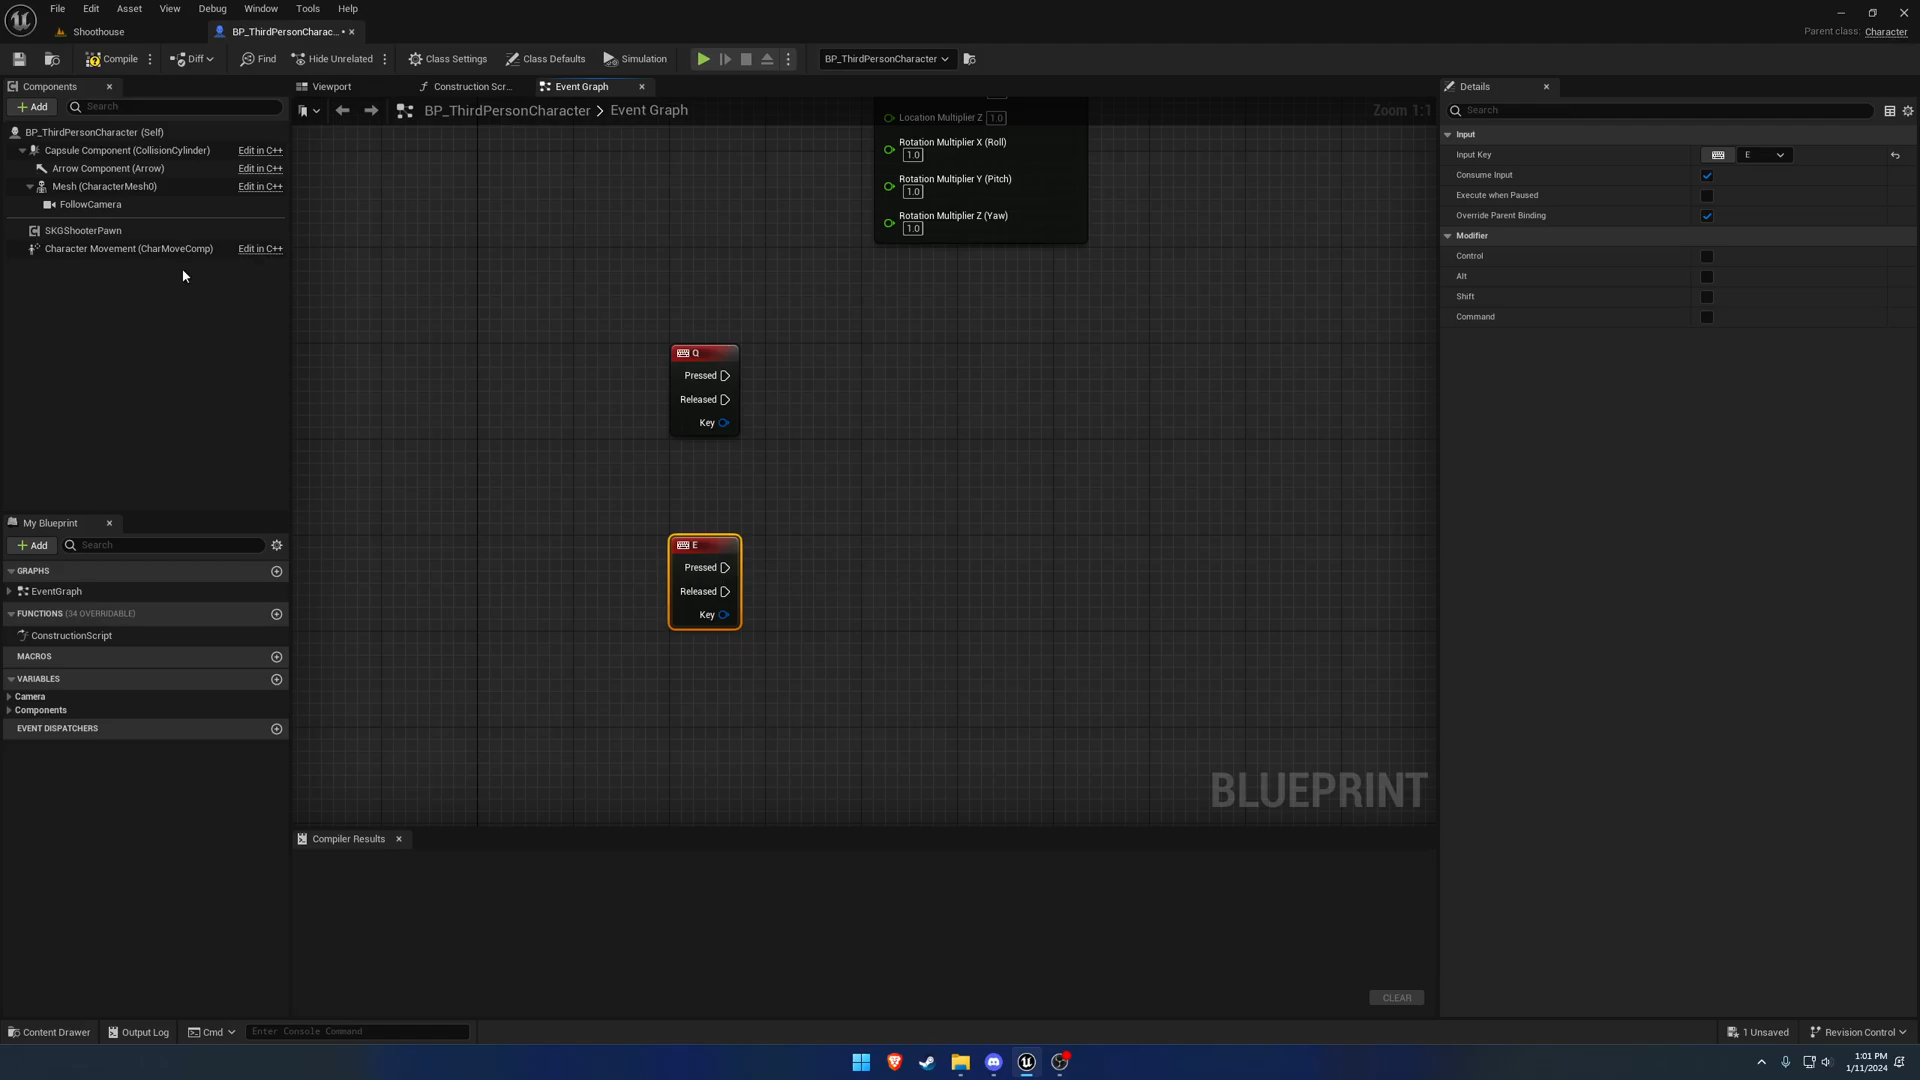 File Edit Asset View Debug Window Tools Help
Shoothouse
BP_ThirdPersonCharac... •
Parent class: Character
Compile Diff Find Hide Unrelated Class Settings Class Defaults Simulation BP_ThirdPersonCharacter
Components
+ Add Search
BP_ThirdPersonCharacter (Self)
Capsule Component (CollisionCylinder) Edit in C++
Arrow Component (Arrow) Edit in C++
Mesh (CharacterMesh0) Edit in C++
FollowCamera
SKGShooterPawn
Character Movement (CharMoveComp) Edit in C++
My Blueprint
+ Add Search
GRAPHS
EventGraph
FUNCTIONS (34 OVERRIDABLE)
ConstructionScript
MACROS
VARIABLES
Camera
Components
EVENT DISPATCHERS
Viewport Construction Scr... Event Graph
BP_ThirdPersonCharacter > Event Graph
Zoom 1:1
Location Multiplier Z 1.0
Rotation Multiplier X (Roll)
1.0
Rotation Multiplier Y (Pitch)
1.0
Rotation Multiplier Z (Yaw)
1.0
Q
Pressed
Released
Key
E
Pressed
Released
Key
BLUEPRINT
Compiler Results
CLEAR
Details
Search
Input
Input Key E
Consume Input
Execute when Paused
Override Parent Binding
Modifier
Control
Alt
Shift
Command
Content Drawer Output Log Cmd Enter Console Command
1 Unsaved Revision Control
1:01 PM
1/11/2024